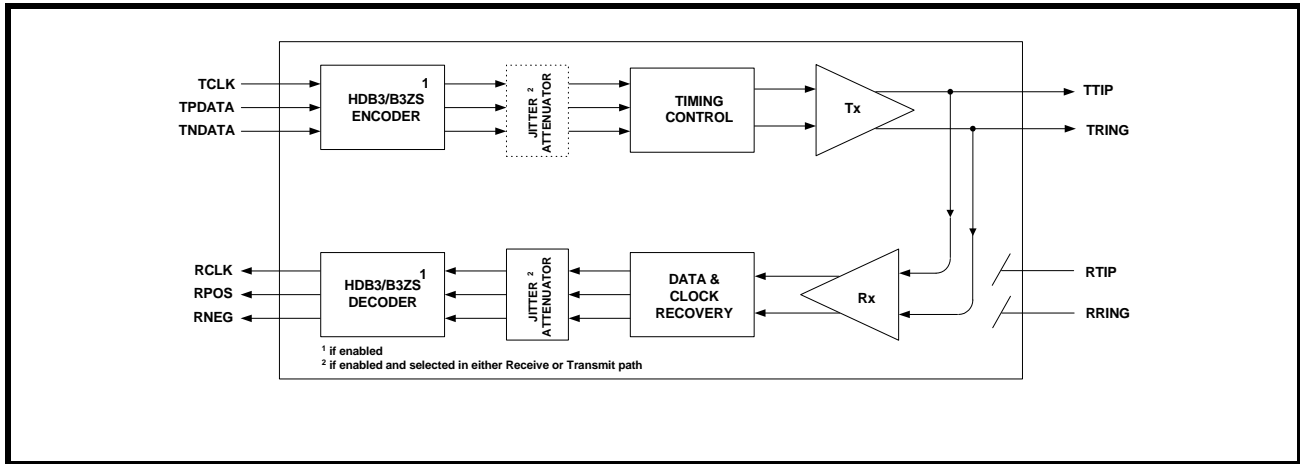 TCLK
TPDATA
TNDATA
HDB3/B3ZS 1
ENCODER
JITTER 2
ATTENUATOR
TIMING
CONTROL
Tx
TTIP
TRING
RCLK
RPOS
RNEG
HDB3/B3ZS 1
DECODER
JITTER 2
ATTENUATOR
DATA &
CLOCK
RECOVERY
Rx
RTIP
RRING
1 if enabled
2 if enabled and selected in either Receive or Transmit path